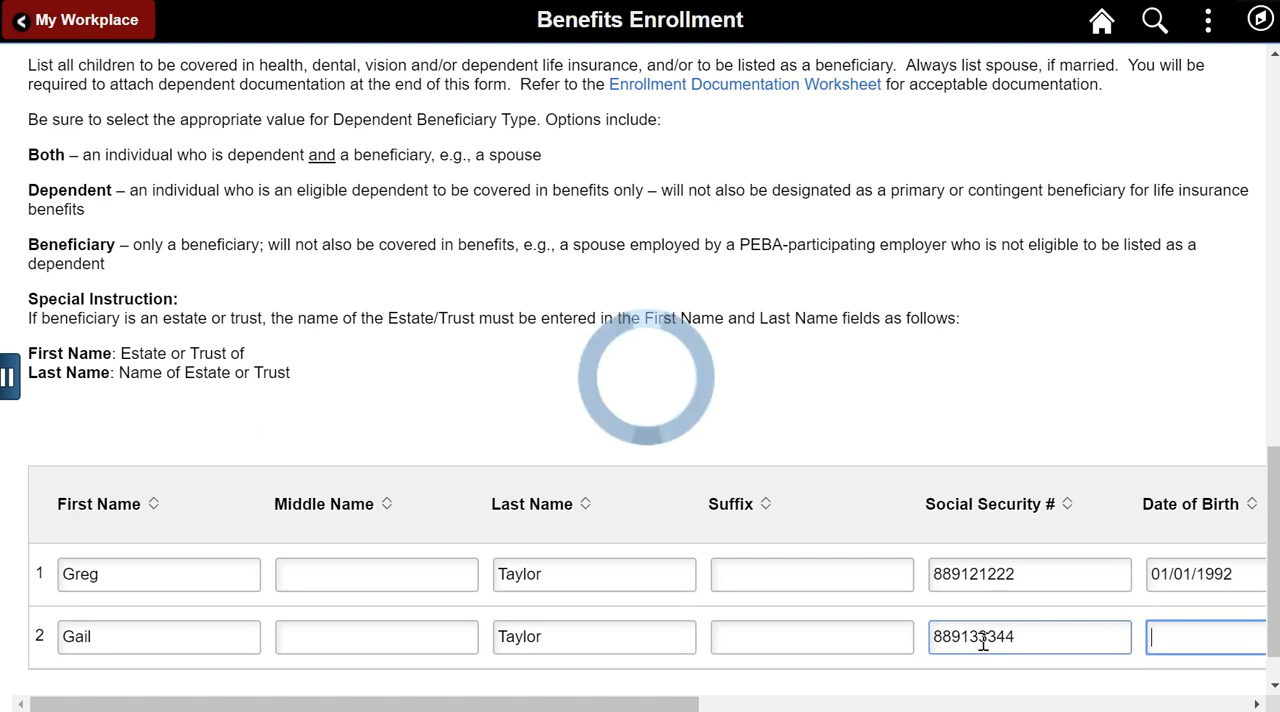 My Workplace
Benefits Enrollment
List all children to be covered in health, dental, vision and/or dependent life insurance, and/or to be listed as a beneficiary.  Always list spouse, if married.  You will be
required to attach dependent documentation at the end of this form.  Refer to the Enrollment Documentation Worksheet for acceptable documentation.
Be sure to select the appropriate value for Dependent Beneficiary Type. Options include:
Both – an individual who is dependent and a beneficiary, e.g., a spouse
Dependent – an individual who is an eligible dependent to be covered in benefits only – will not also be designated as a primary or contingent beneficiary for life insurance
benefits
Beneficiary – only a beneficiary; will not also be covered in benefits, e.g., a spouse employed by a PEBA-participating employer who is not eligible to be listed as a
dependent
Special Instruction:
If beneficiary is an estate or trust, the name of the Estate/Trust must be entered in the First Name and Last Name fields as follows:
First Name: Estate or Trust of
Last Name: Name of Estate or Trust
First Name Middle Name Last Name Suffix Social Security # Date of Birth
1 Greg Taylor 889121222 01/01/1992
2 Gail Taylor 889133344